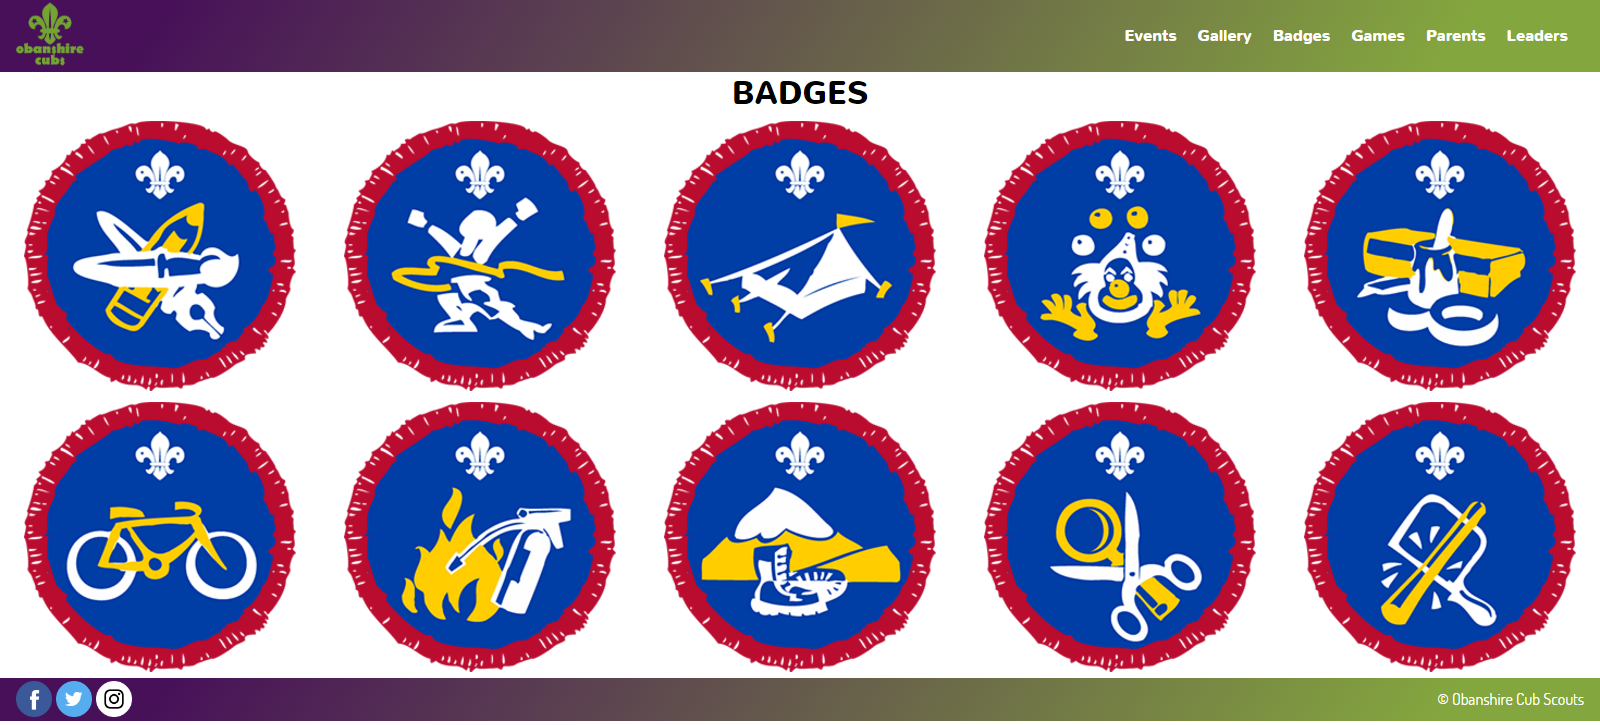 obanshire
cubs
Events Gallery Badges Games Parents Leaders
BADGES
© Obanshire Cub Scouts